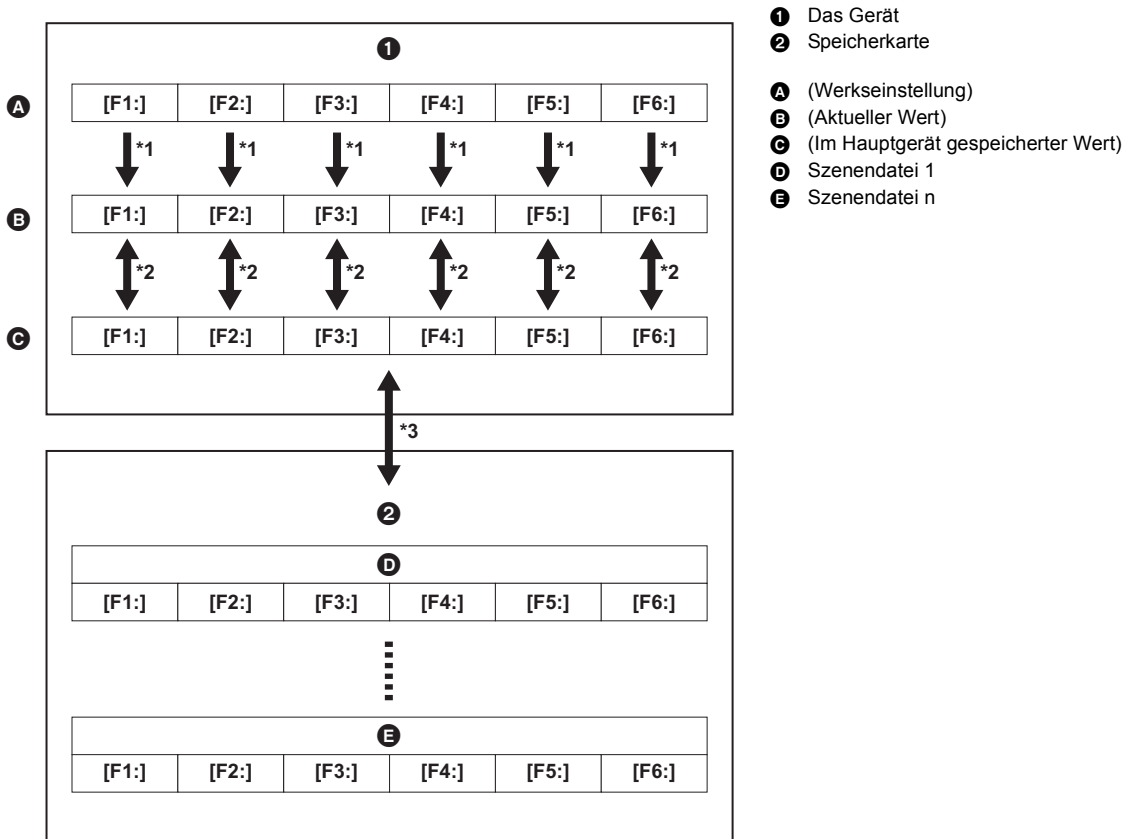 ❶ Das Gerät
❷ Speicherkarte
Ⓐ (Werkseinstellung)
Ⓑ (Aktueller Wert)
Ⓒ (Im Hauptgerät gespeicherter Wert)
Ⓓ Szenendatei 1
Ⓔ Szenendatei n
❶
Ⓐ [F1:] [F2:] [F3:] [F4:] [F5:] [F6:]
*1 *1 *1 *1 *1 *1
Ⓑ [F1:] [F2:] [F3:] [F4:] [F5:] [F6:]
*2 *2 *2 *2 *2 *2
Ⓒ [F1:] [F2:] [F3:] [F4:] [F5:] [F6:]
*3
❷
Ⓓ
[F1:] [F2:] [F3:] [F4:] [F5:] [F6:]
Ⓔ
[F1:] [F2:] [F3:] [F4:] [F5:] [F6:]